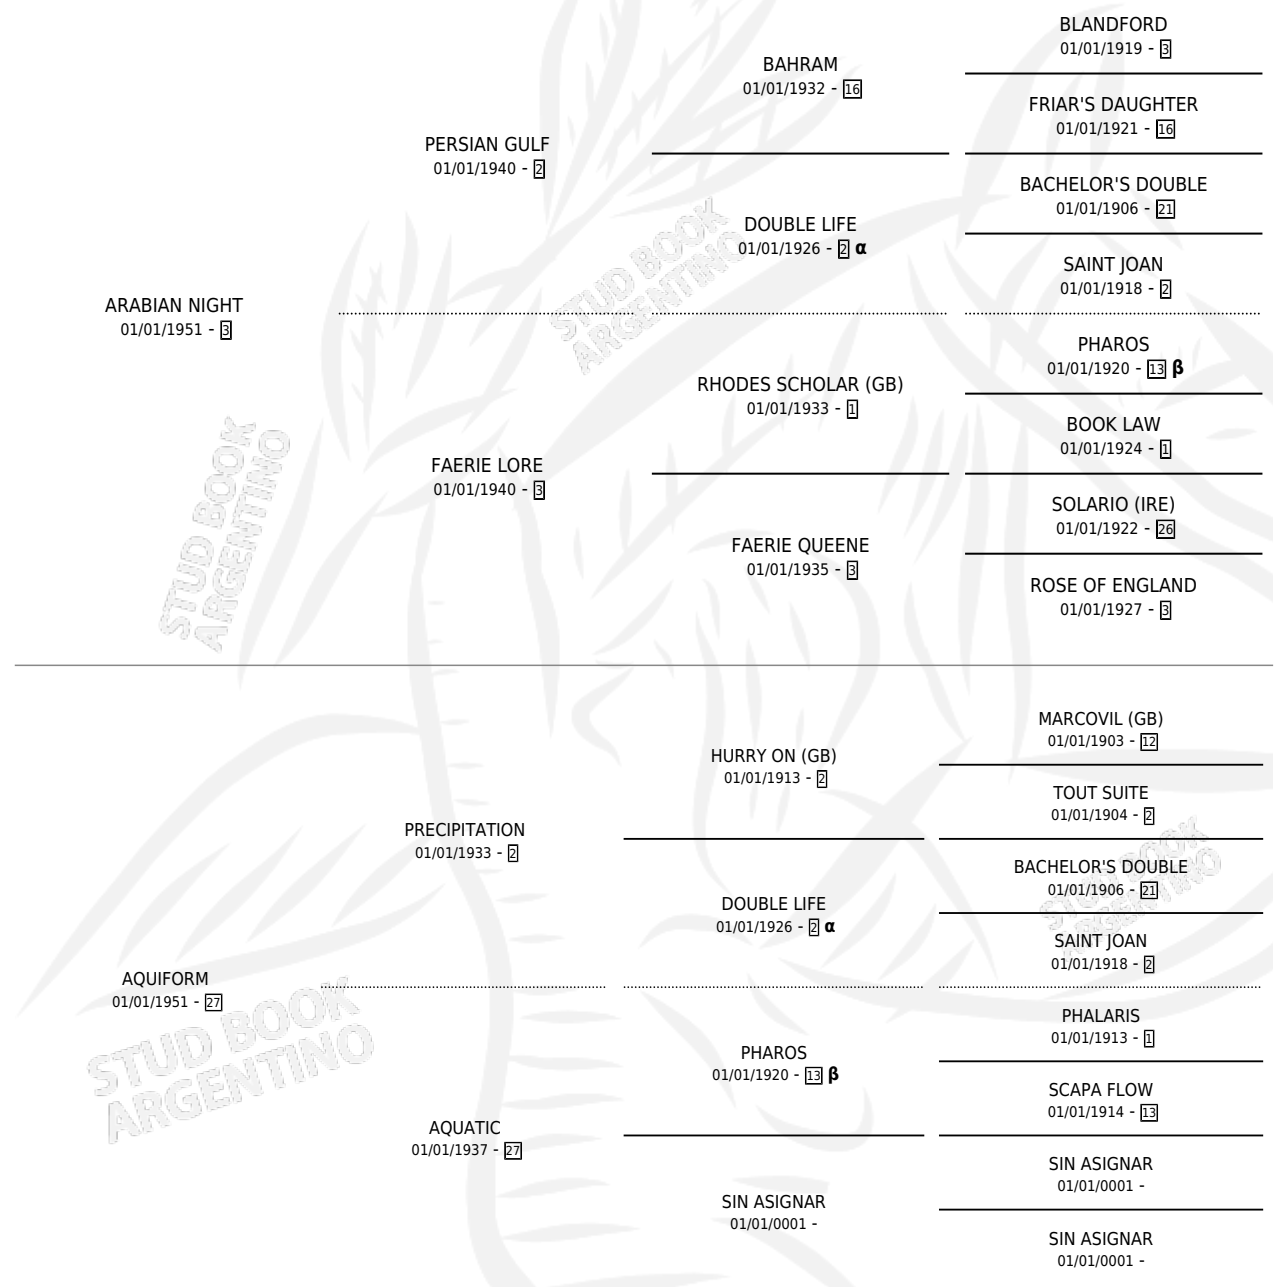 BLANDFORD
01/01/1919 - 3
BAHRAM
01/01/1932 - 16
FRIAR'S DAUGHTER
01/01/1921 - 16
PERSIAN GULF
01/01/1940 - 2
BACHELOR'S DOUBLE
01/01/1906 - 21
DOUBLE LIFE
01/01/1926 - 2 α
SAINT JOAN
01/01/1918 - 2
ARABIAN NIGHT
01/01/1951 - 3
PHAROS
01/01/1920 - 13 β
RHODES SCHOLAR (GB)
01/01/1933 - 1
BOOK LAW
01/01/1924 - 1
FAERIE LORE
01/01/1940 - 3
SOLARIO (IRE)
01/01/1922 - 26
FAERIE QUEENE
01/01/1935 - 3
ROSE OF ENGLAND
01/01/1927 - 3
MARCOVIL (GB)
01/01/1903 - 12
HURRY ON (GB)
01/01/1913 - 2
TOUT SUITE
01/01/1904 - 2
PRECIPITATION
01/01/1933 - 2
BACHELOR'S DOUBLE
01/01/1906 - 21
DOUBLE LIFE
01/01/1926 - 2 α
SAINT JOAN
01/01/1918 - 2
AQUIFORM
01/01/1951 - 27
PHALARIS
01/01/1913 - 1
PHAROS
01/01/1920 - 13 β
SCAPA FLOW
01/01/1914 - 13
AQUATIC
01/01/1937 - 27
SIN ASIGNAR
01/01/0001 -
SIN ASIGNAR
01/01/0001 -
SIN ASIGNAR
01/01/0001 -
STUD BOOK
ARGENTINO
STUD BOOK
ARGENTINO
STUD BOOK
ARGENTINO
STUD BOOK
ARGENTINO